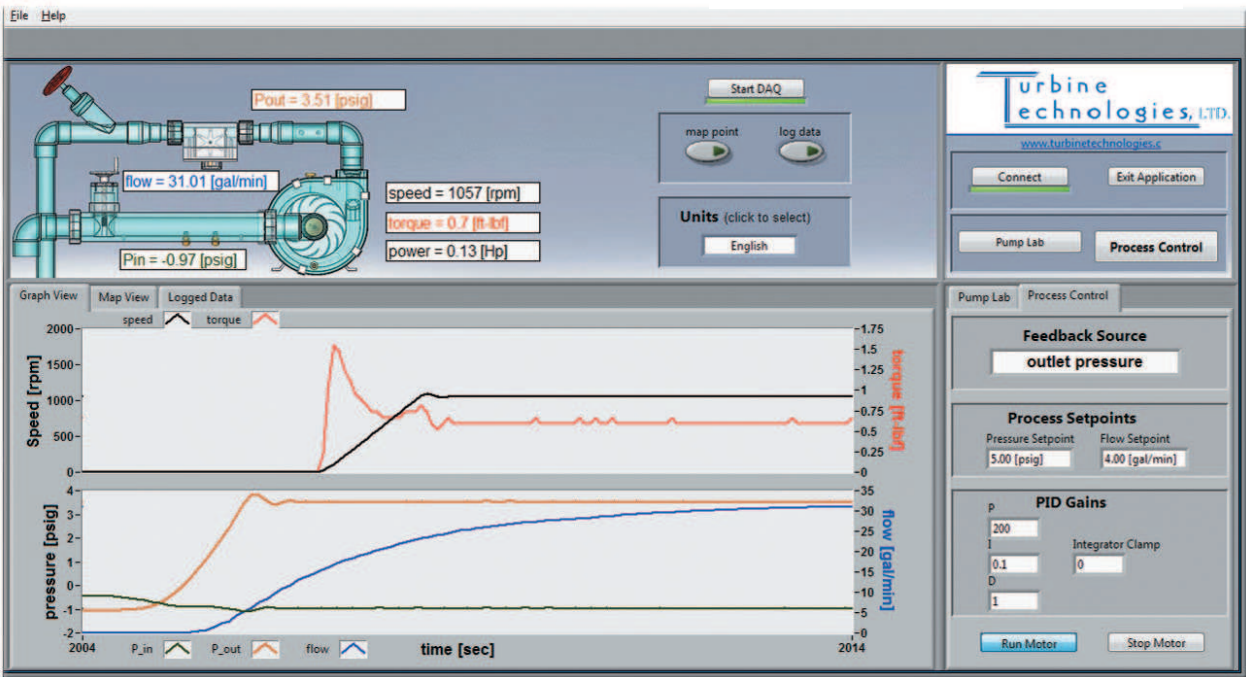 File Help
Pout = 3.51 [psig]
flow = 31.01 [gal/min]
speed = 1057 [rpm]
torque = 0.7 [ft-lbf]
power = 0.13 [Hp]
Pin = -0.97 [psig]
Start DAQ
map point log data
Units (click to select)
English
Turbine
Technologies, LTD.
www.turbinetechnologies.c
Connect Exit Application
Pump Lab Process Control
Graph View Map View Logged Data
speed torque
2000
1500
1000
500
0
Speed [rpm]
1.75
1.5
1.25
1
0.75
0.5
0.25
0
torque [ft-lbf]
4
3
2
1
0
-1
-2
pressure [psig]
35
30
25
20
15
10
5
0
flow [gal/min]
2004 P_in P_out flow time [sec] 2014
Pump Lab Process Control
Feedback Source
outlet pressure
Process Setpoints
Pressure Setpoint Flow Setpoint
5.00 [psig] 4.00 [gal/min]
PID Gains
P
200
I Integrator Clamp
0.1 0
D
1
Run Motor Stop Motor